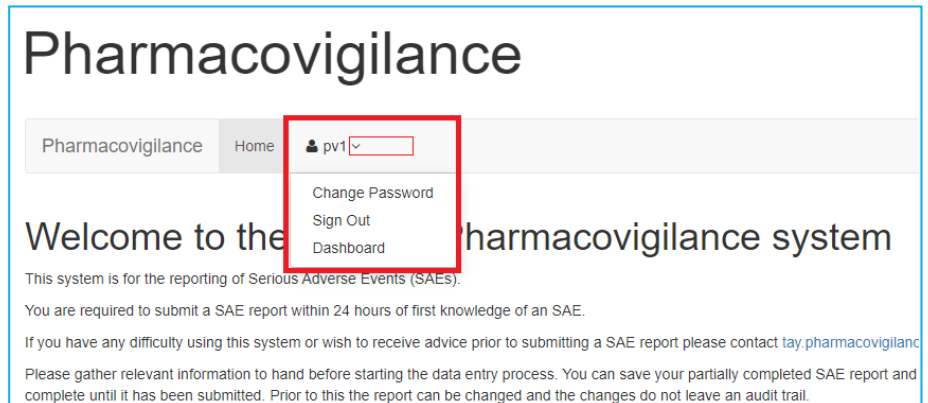 Pharmacovigilance
Pharmacovigilance Home pv1
Change Password
Sign Out
Dashboard
Welcome to the harmacovigilance system
This system is for the reporting of Serious Adverse Events (SAEs).
You are required to submit a SAE report within 24 hours of first knowledge of an SAE.
If you have any difficulty using this system or wish to receive advice prior to submitting a SAE report please contact tay.pharmacovigilanc
Please gather relevant information to hand before starting the data entry process. You can save your partially completed SAE report and
complete until it has been submitted. Prior to this the report can be changed and the changes do not leave an audit trail.